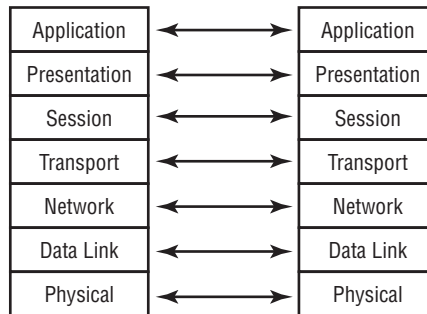 Application Application
Presentation Presentation
Session Session
Transport Transport
Network Network
Data Link Data Link
Physical Physical